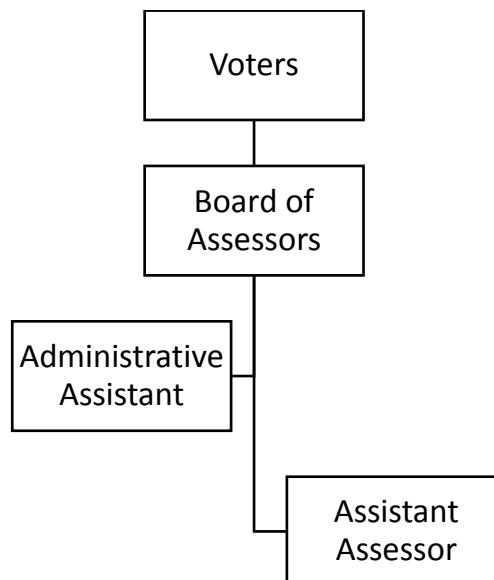 Voters
Board of
Assessors
Administrative
Assistant
Assistant
Assessor